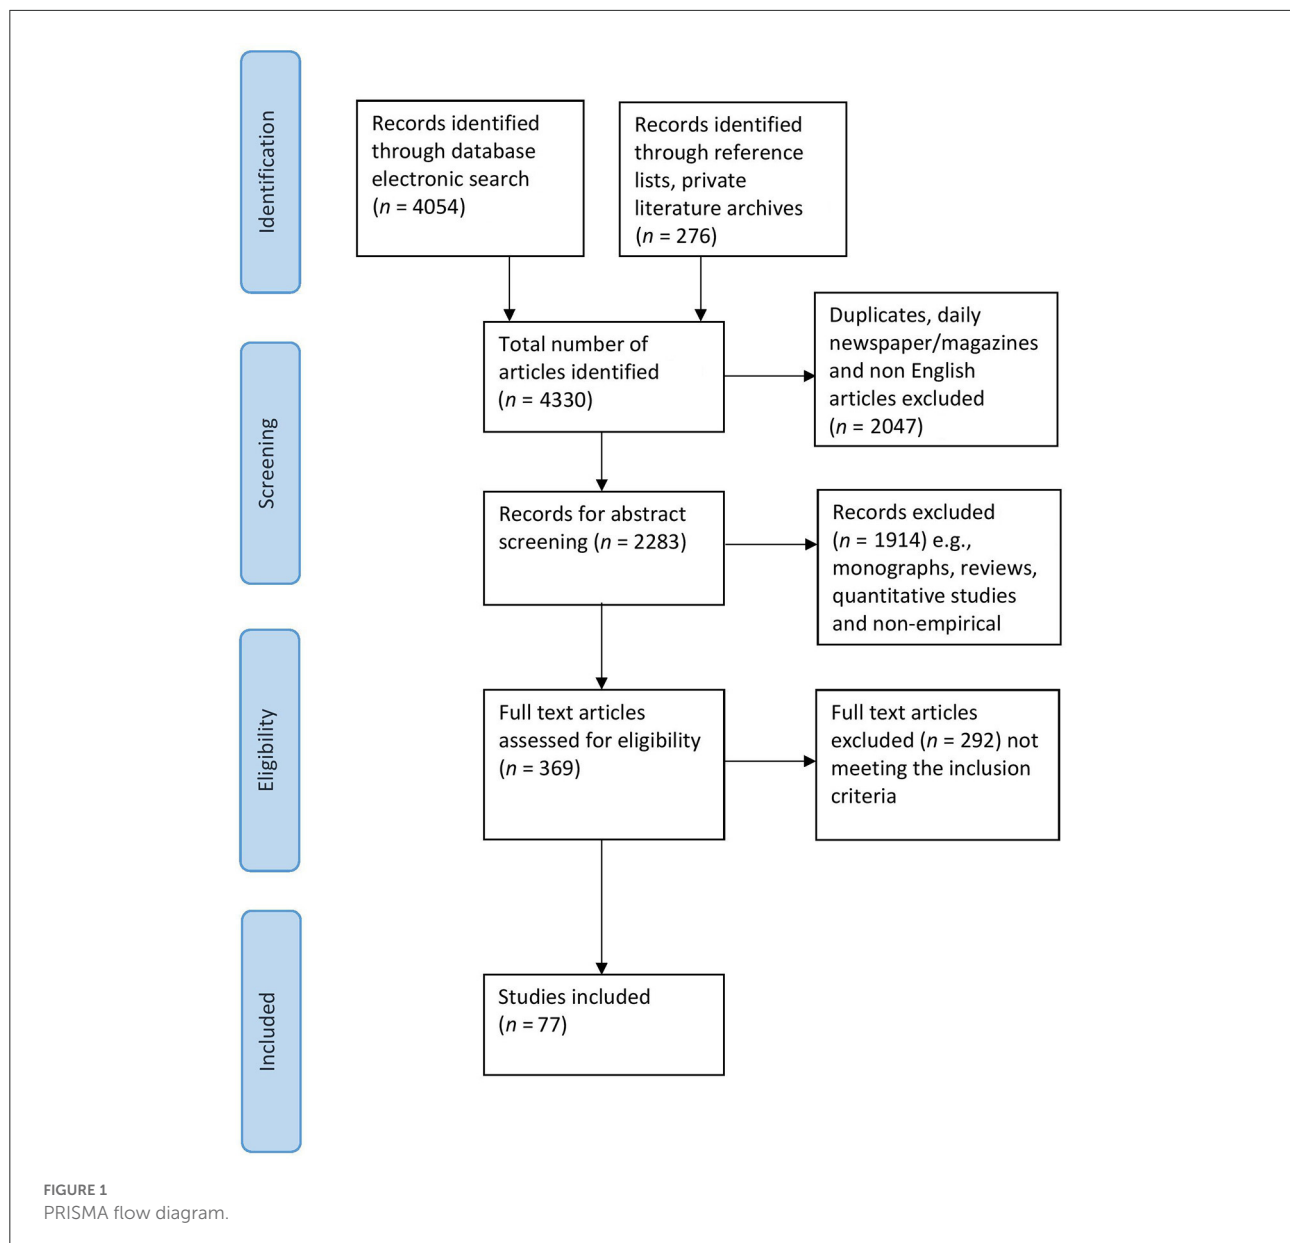 Identification
Records identified
through database
electronic search
(n = 4054)
Records identified
through reference
lists, private
literature archives
(n = 276)
Screening
Total number of
articles identified
(n = 4330)
Duplicates, daily
newspaper/magazines
and non English
articles excluded
(n = 2047)
Records for abstract
screening (n = 2283)
Records excluded
(n = 1914) e.g.,
monographs, reviews,
quantitative studies
and non-empirical
Eligibility
Full text articles
assessed for eligibility
(n = 369)
Full text articles
excluded (n = 292) not
meeting the inclusion
criteria
Included
Studies included
(n = 77)
FIGURE 1
PRISMA flow diagram.